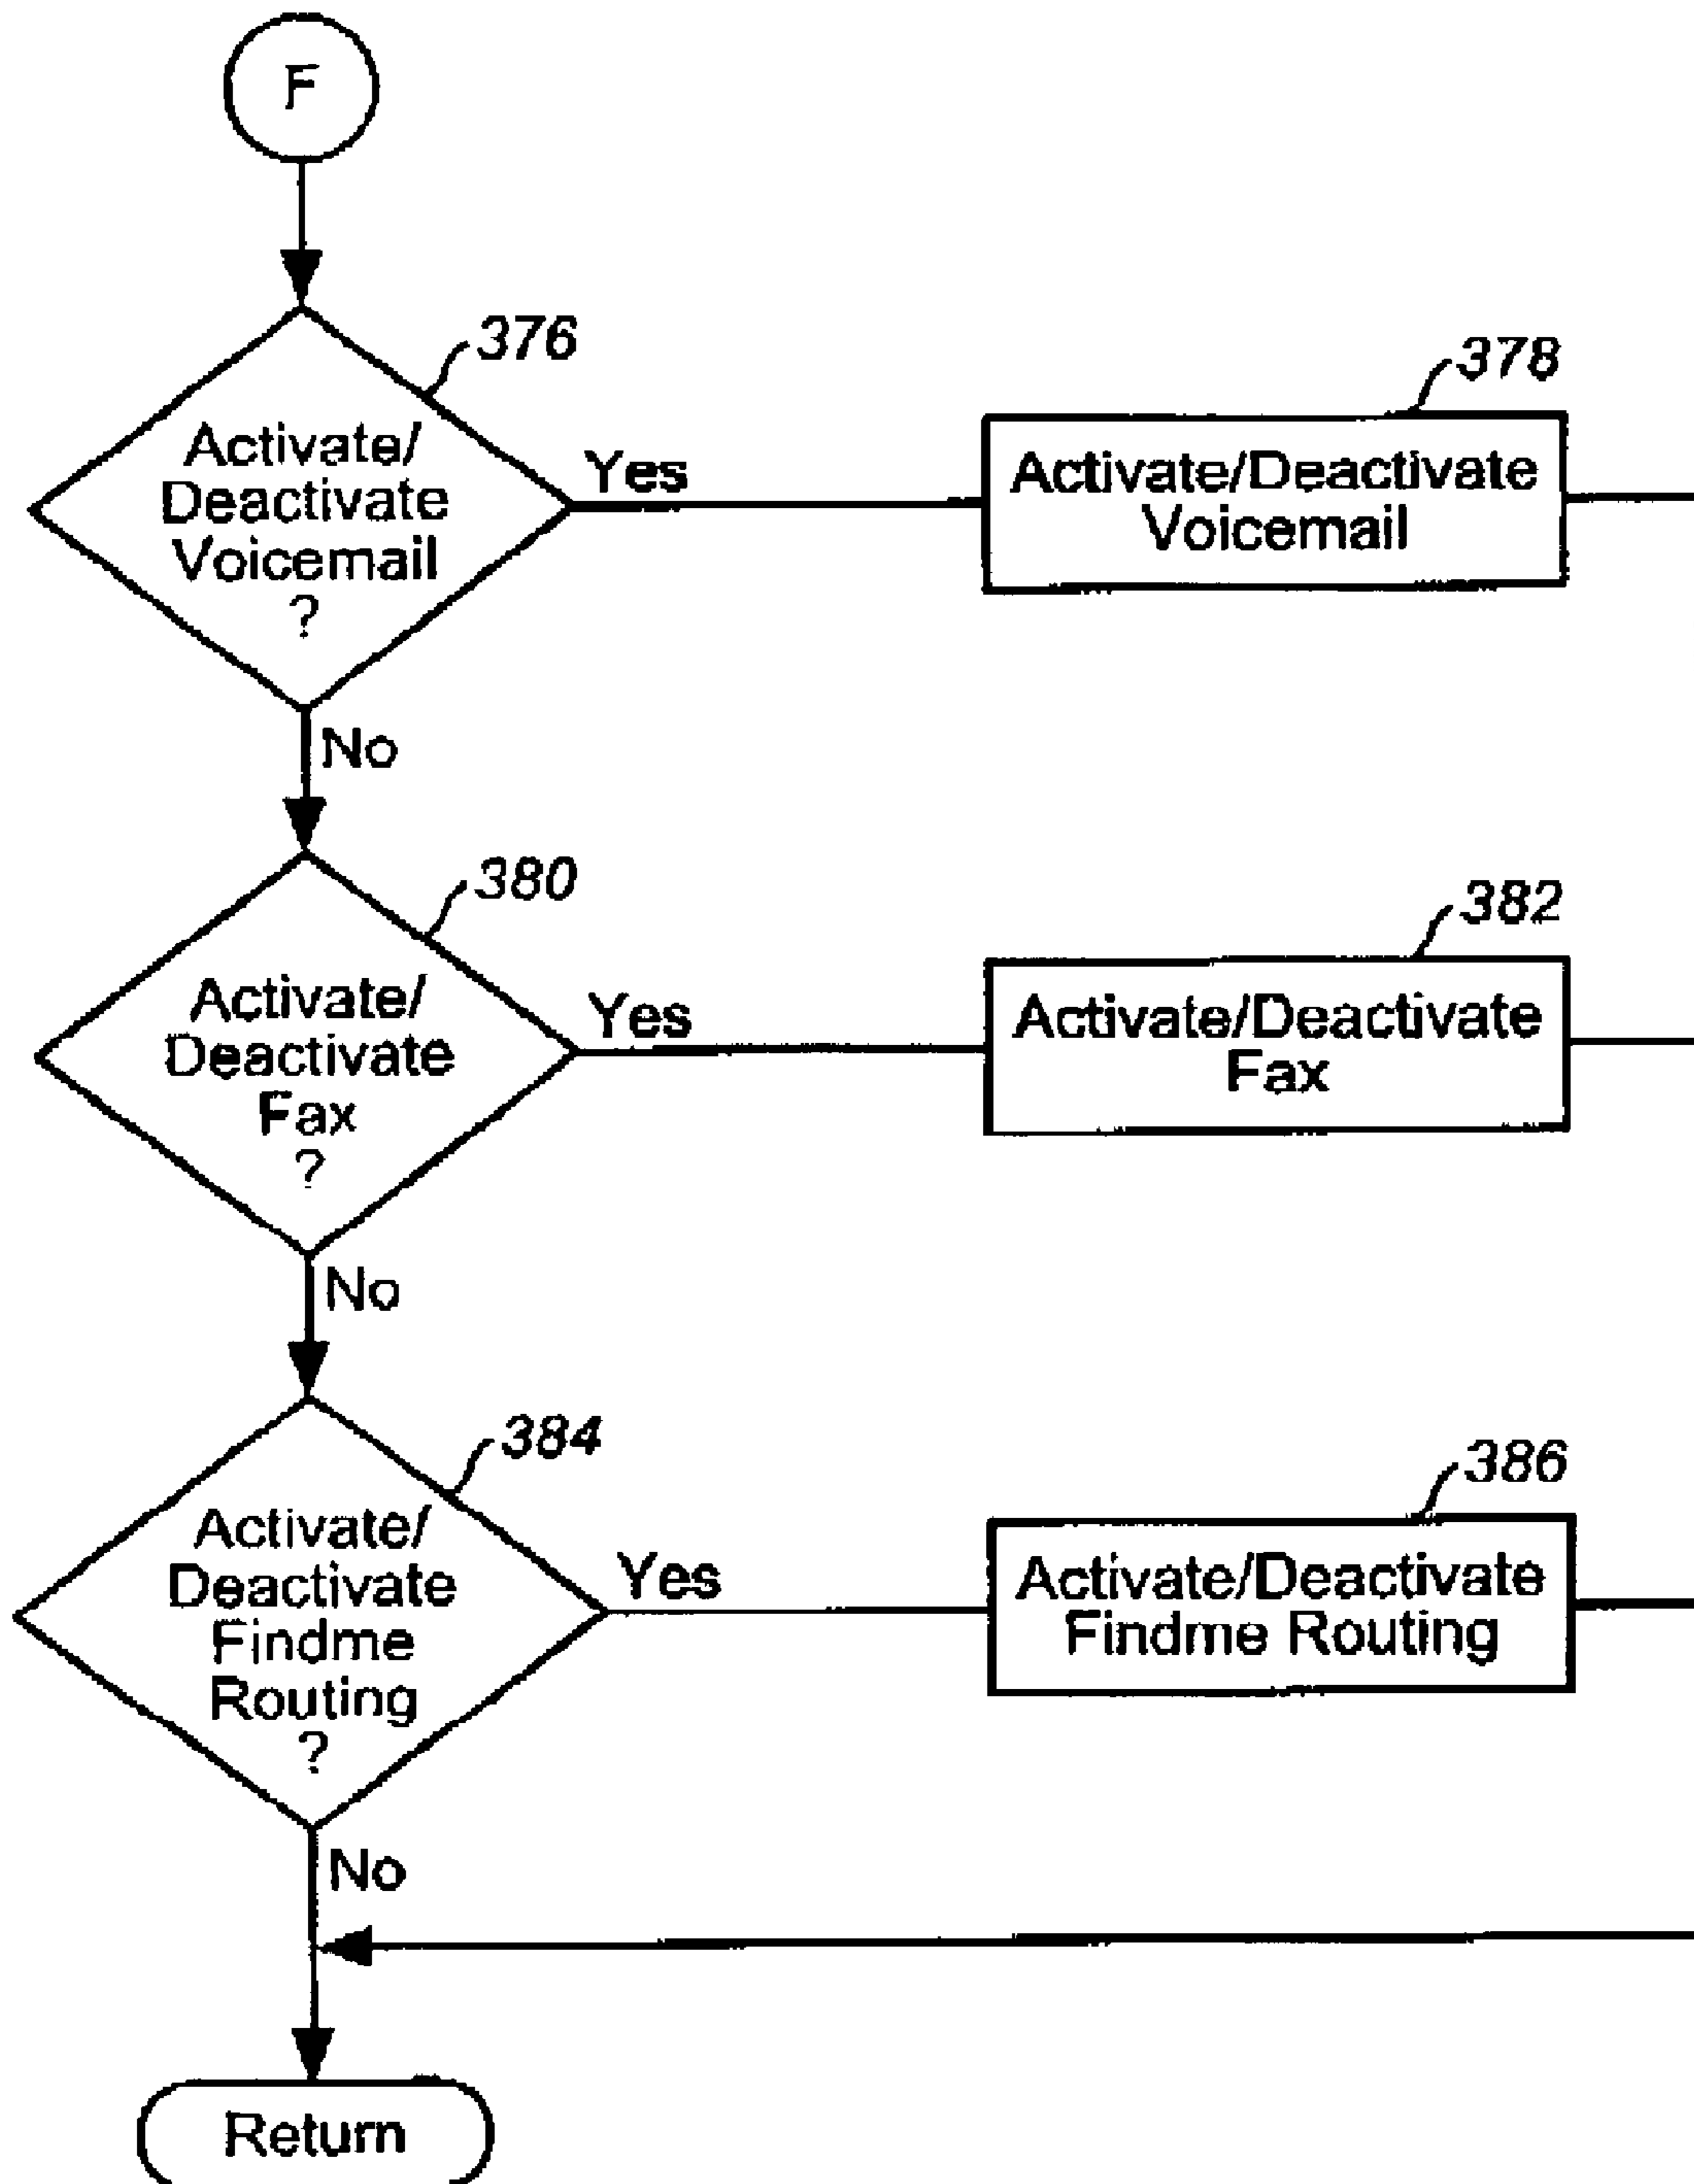 F
376
Activate/
Deactivate
Voicemail
?
Yes
378
Activate/Deactivate
Voicemail
No
380
Activate/
Deactivate
Fax
?
Yes
382
Activate/Deactivate
Fax
No
384
Activate/
Deactivate
Findme
Routing
?
Yes
386
Activate/Deactivate
Findme Routing
No
Return